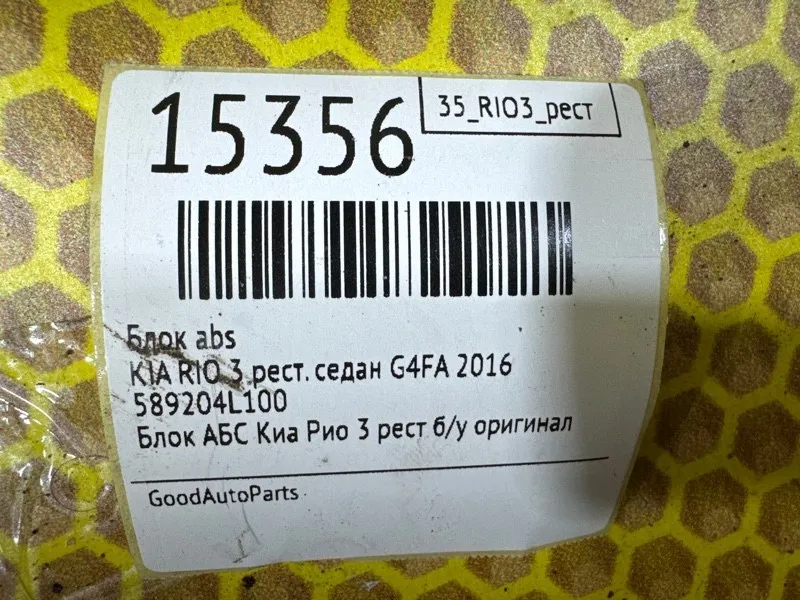 15356
35_RIO3_рест
Блок abs
KIA RIO 3 рест. седан G4FA 2016
589204L100
Блок АБС Киа Рио 3 рест б/у оригинал
GoodAutoParts